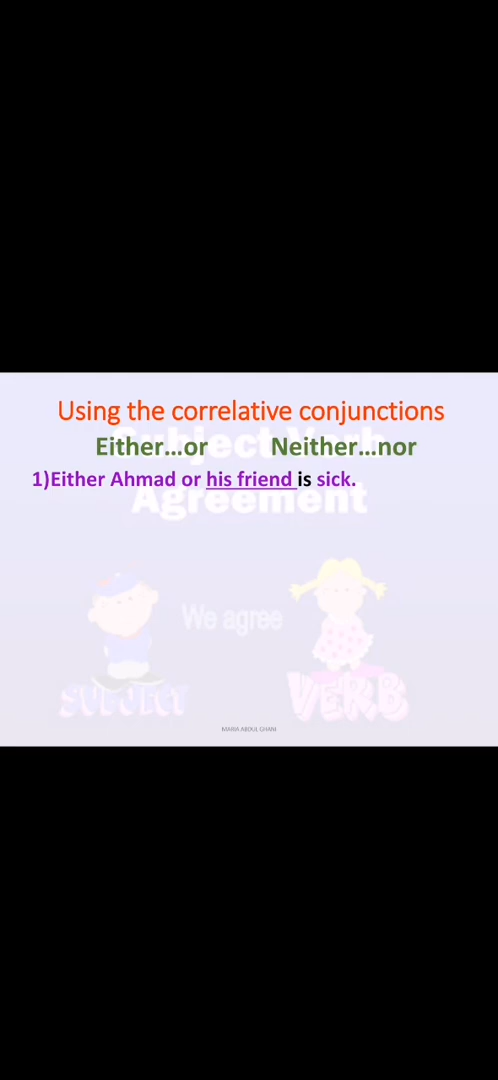 Using the correlative conjunctions
Either…or Neither…nor
Subject Verb
1)Either Ahmad or his friend is sick.
Agreement
We agree
SUBJECT
VERB
MARIA ABDUL GHANI